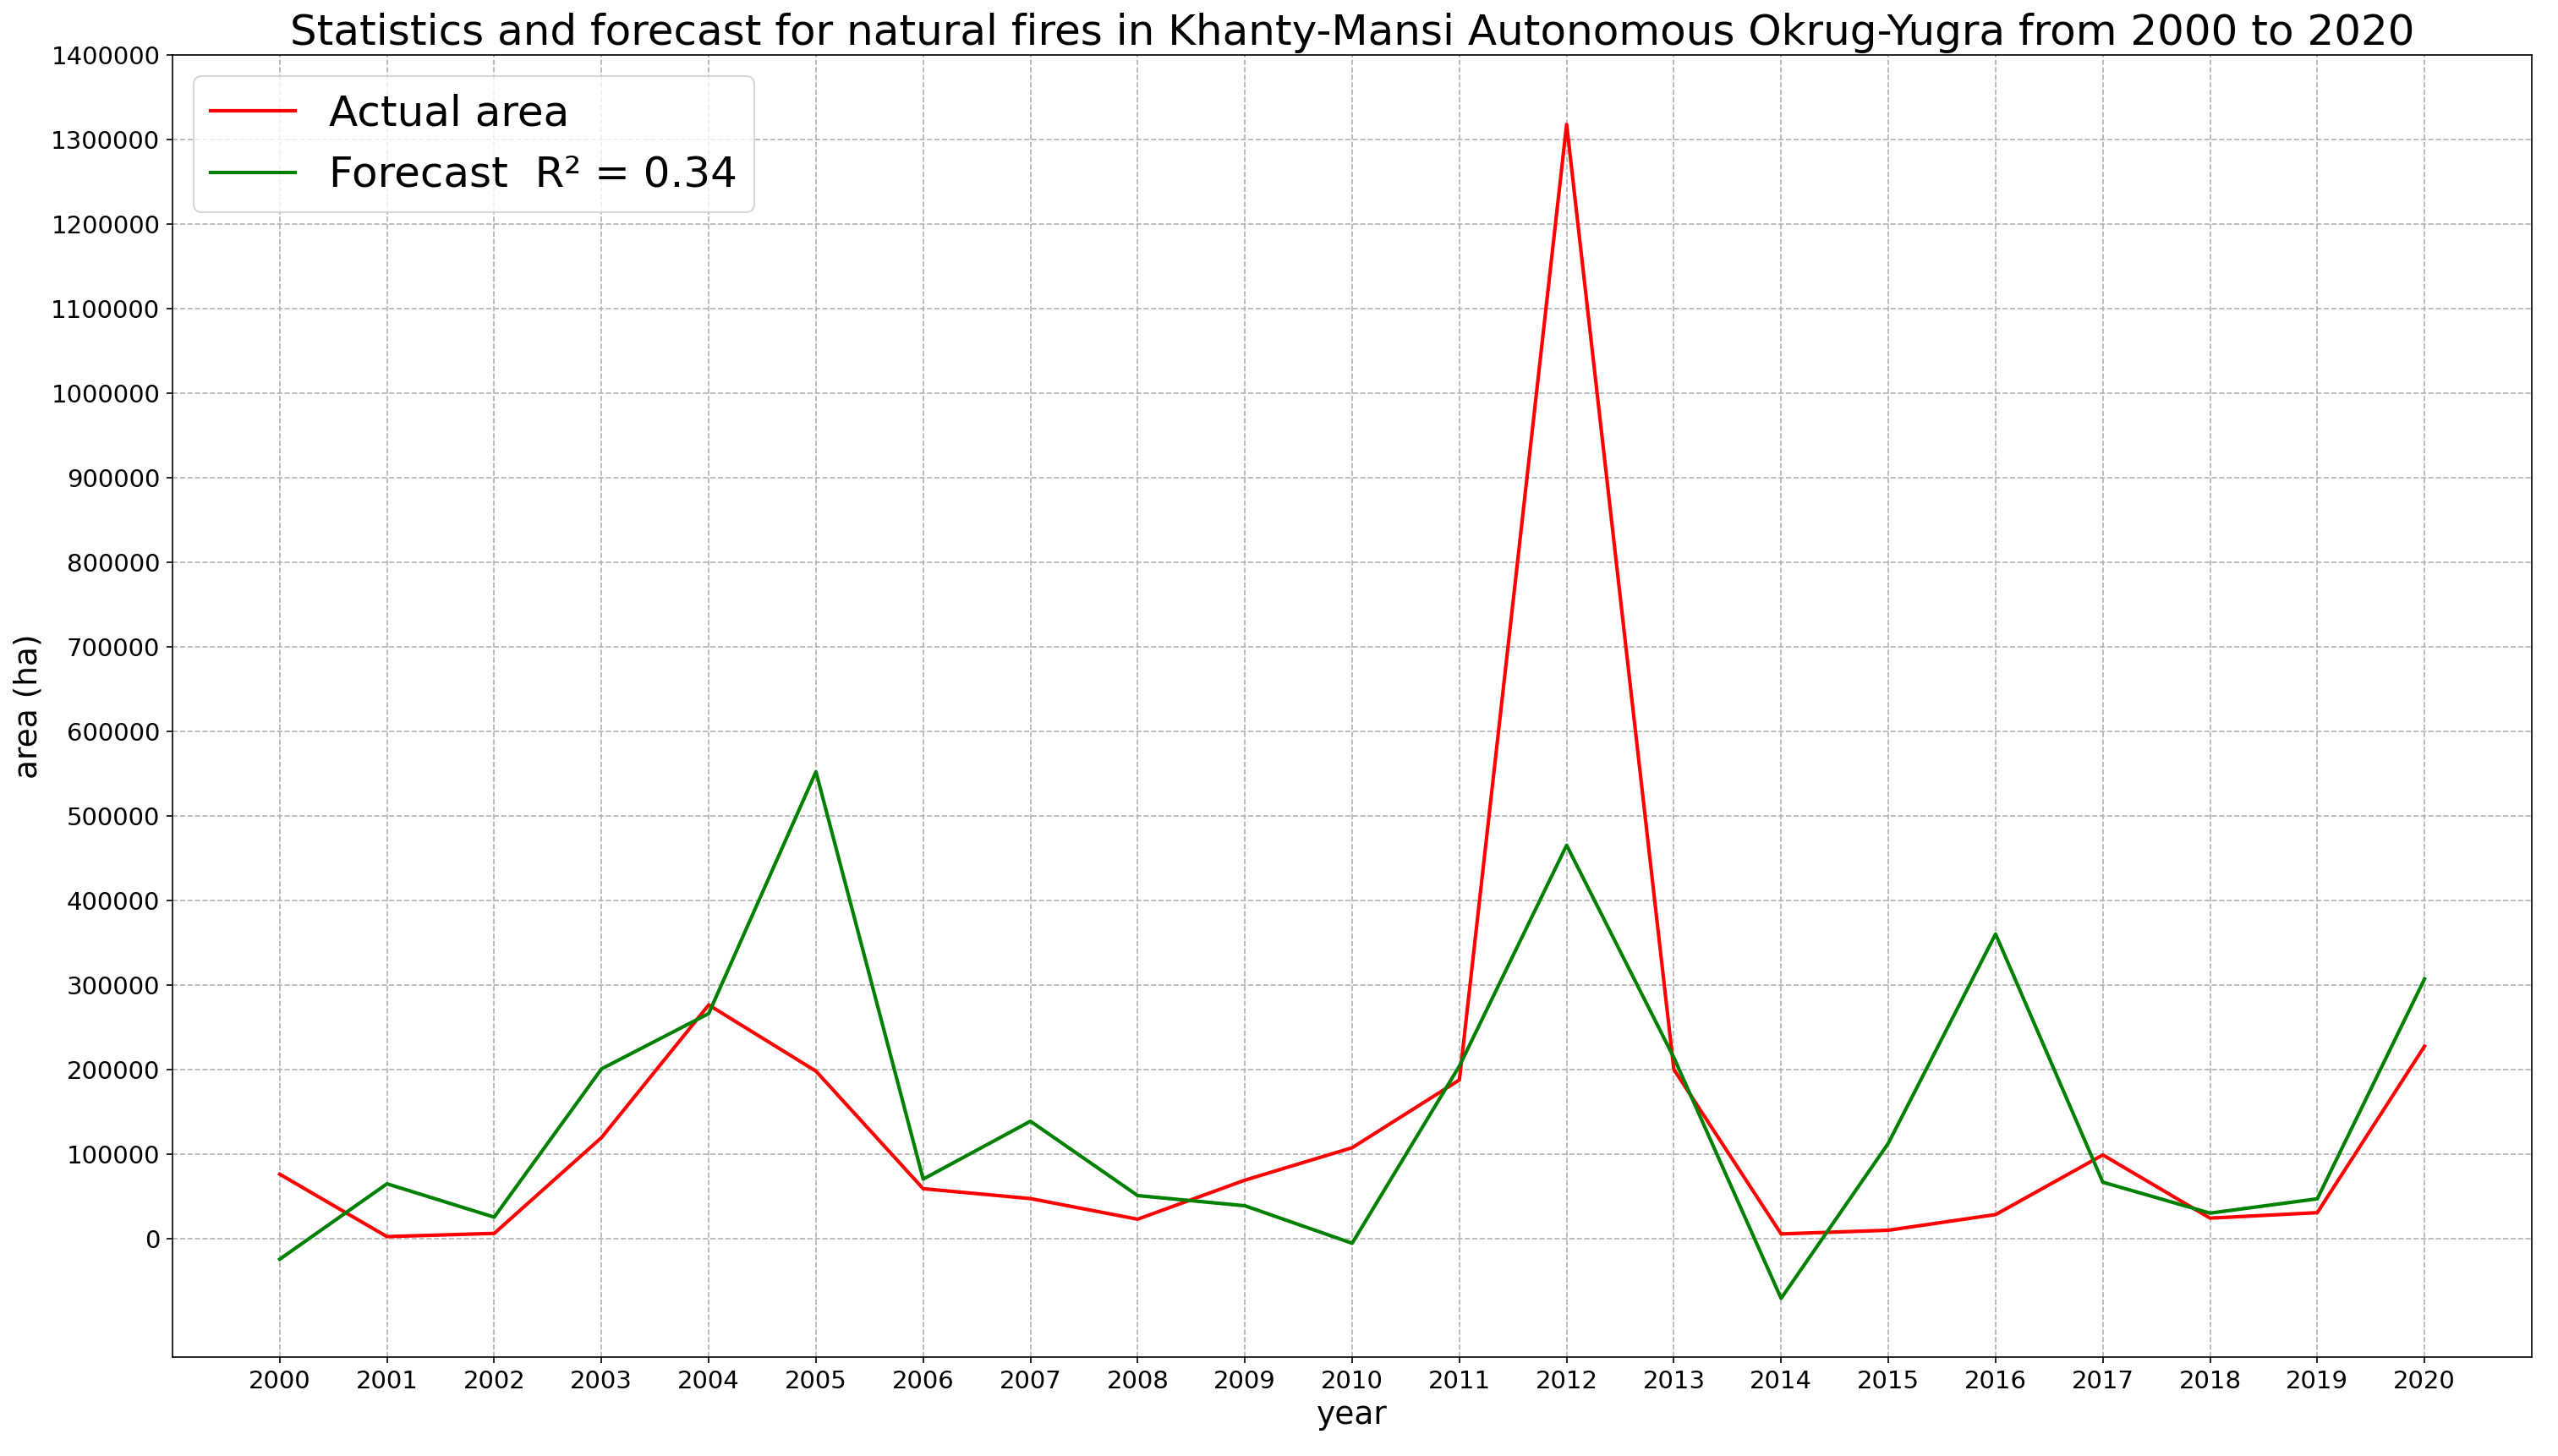 Statistics and forecast for natural fires in Khanty-Mansi Autonomous Okrug-Yugra from 2000 to 2020
Actual area
Forecast  R² = 0.34
1400000
1300000
1200000
1100000
1000000
900000
800000
700000
600000
500000
400000
300000
200000
100000
0
area (ha)
2000 2001 2002 2003 2004 2005 2006 2007 2008 2009 2010 2011 2012 2013 2014 2015 2016 2017 2018 2019 2020
year